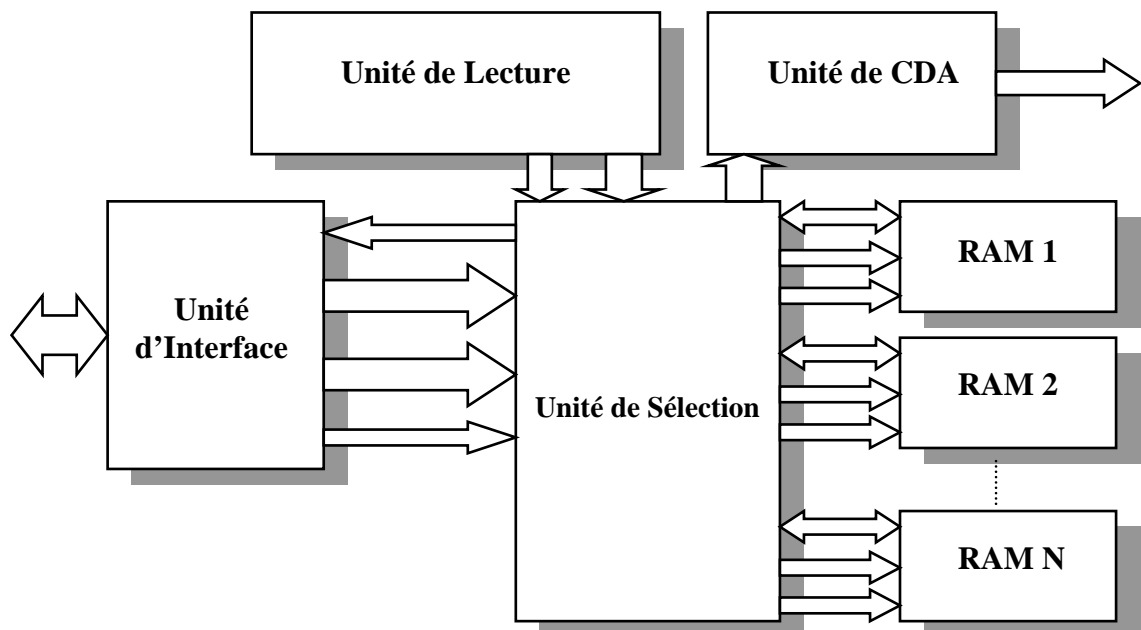 Unité de Lecture
Unité de CDA
Unité
d’Interface
Unité de Sélection
RAM 1
RAM 2
RAM N